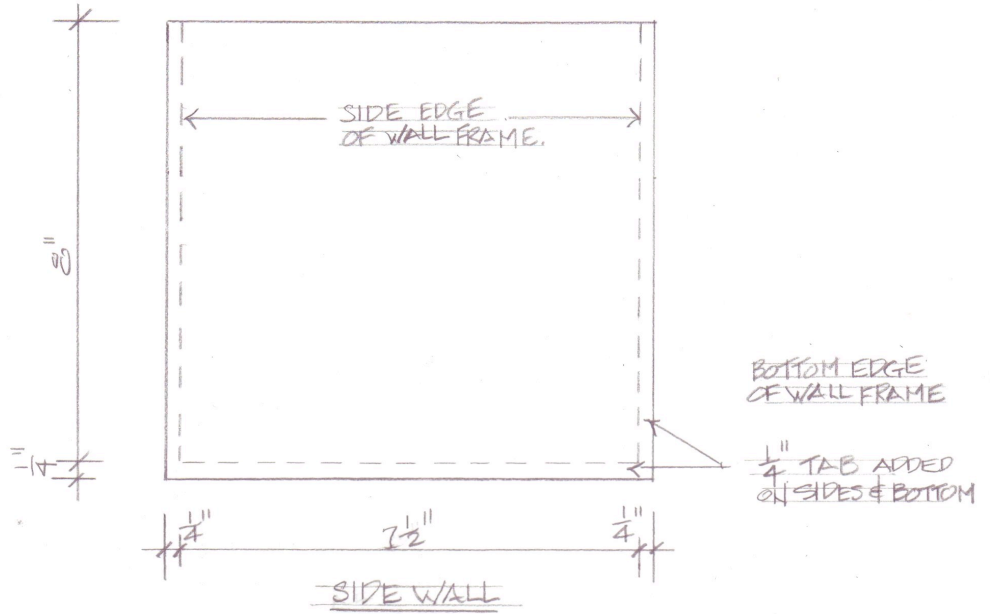 SIDE EDGE
OF WALL FRAME.
8"
BOTTOM EDGE
OF WALL FRAME
1/4"
1/4" TAB ADDED
ON SIDES & BOTTOM
1/4" 7 1/2" 1/4"
SIDE WALL